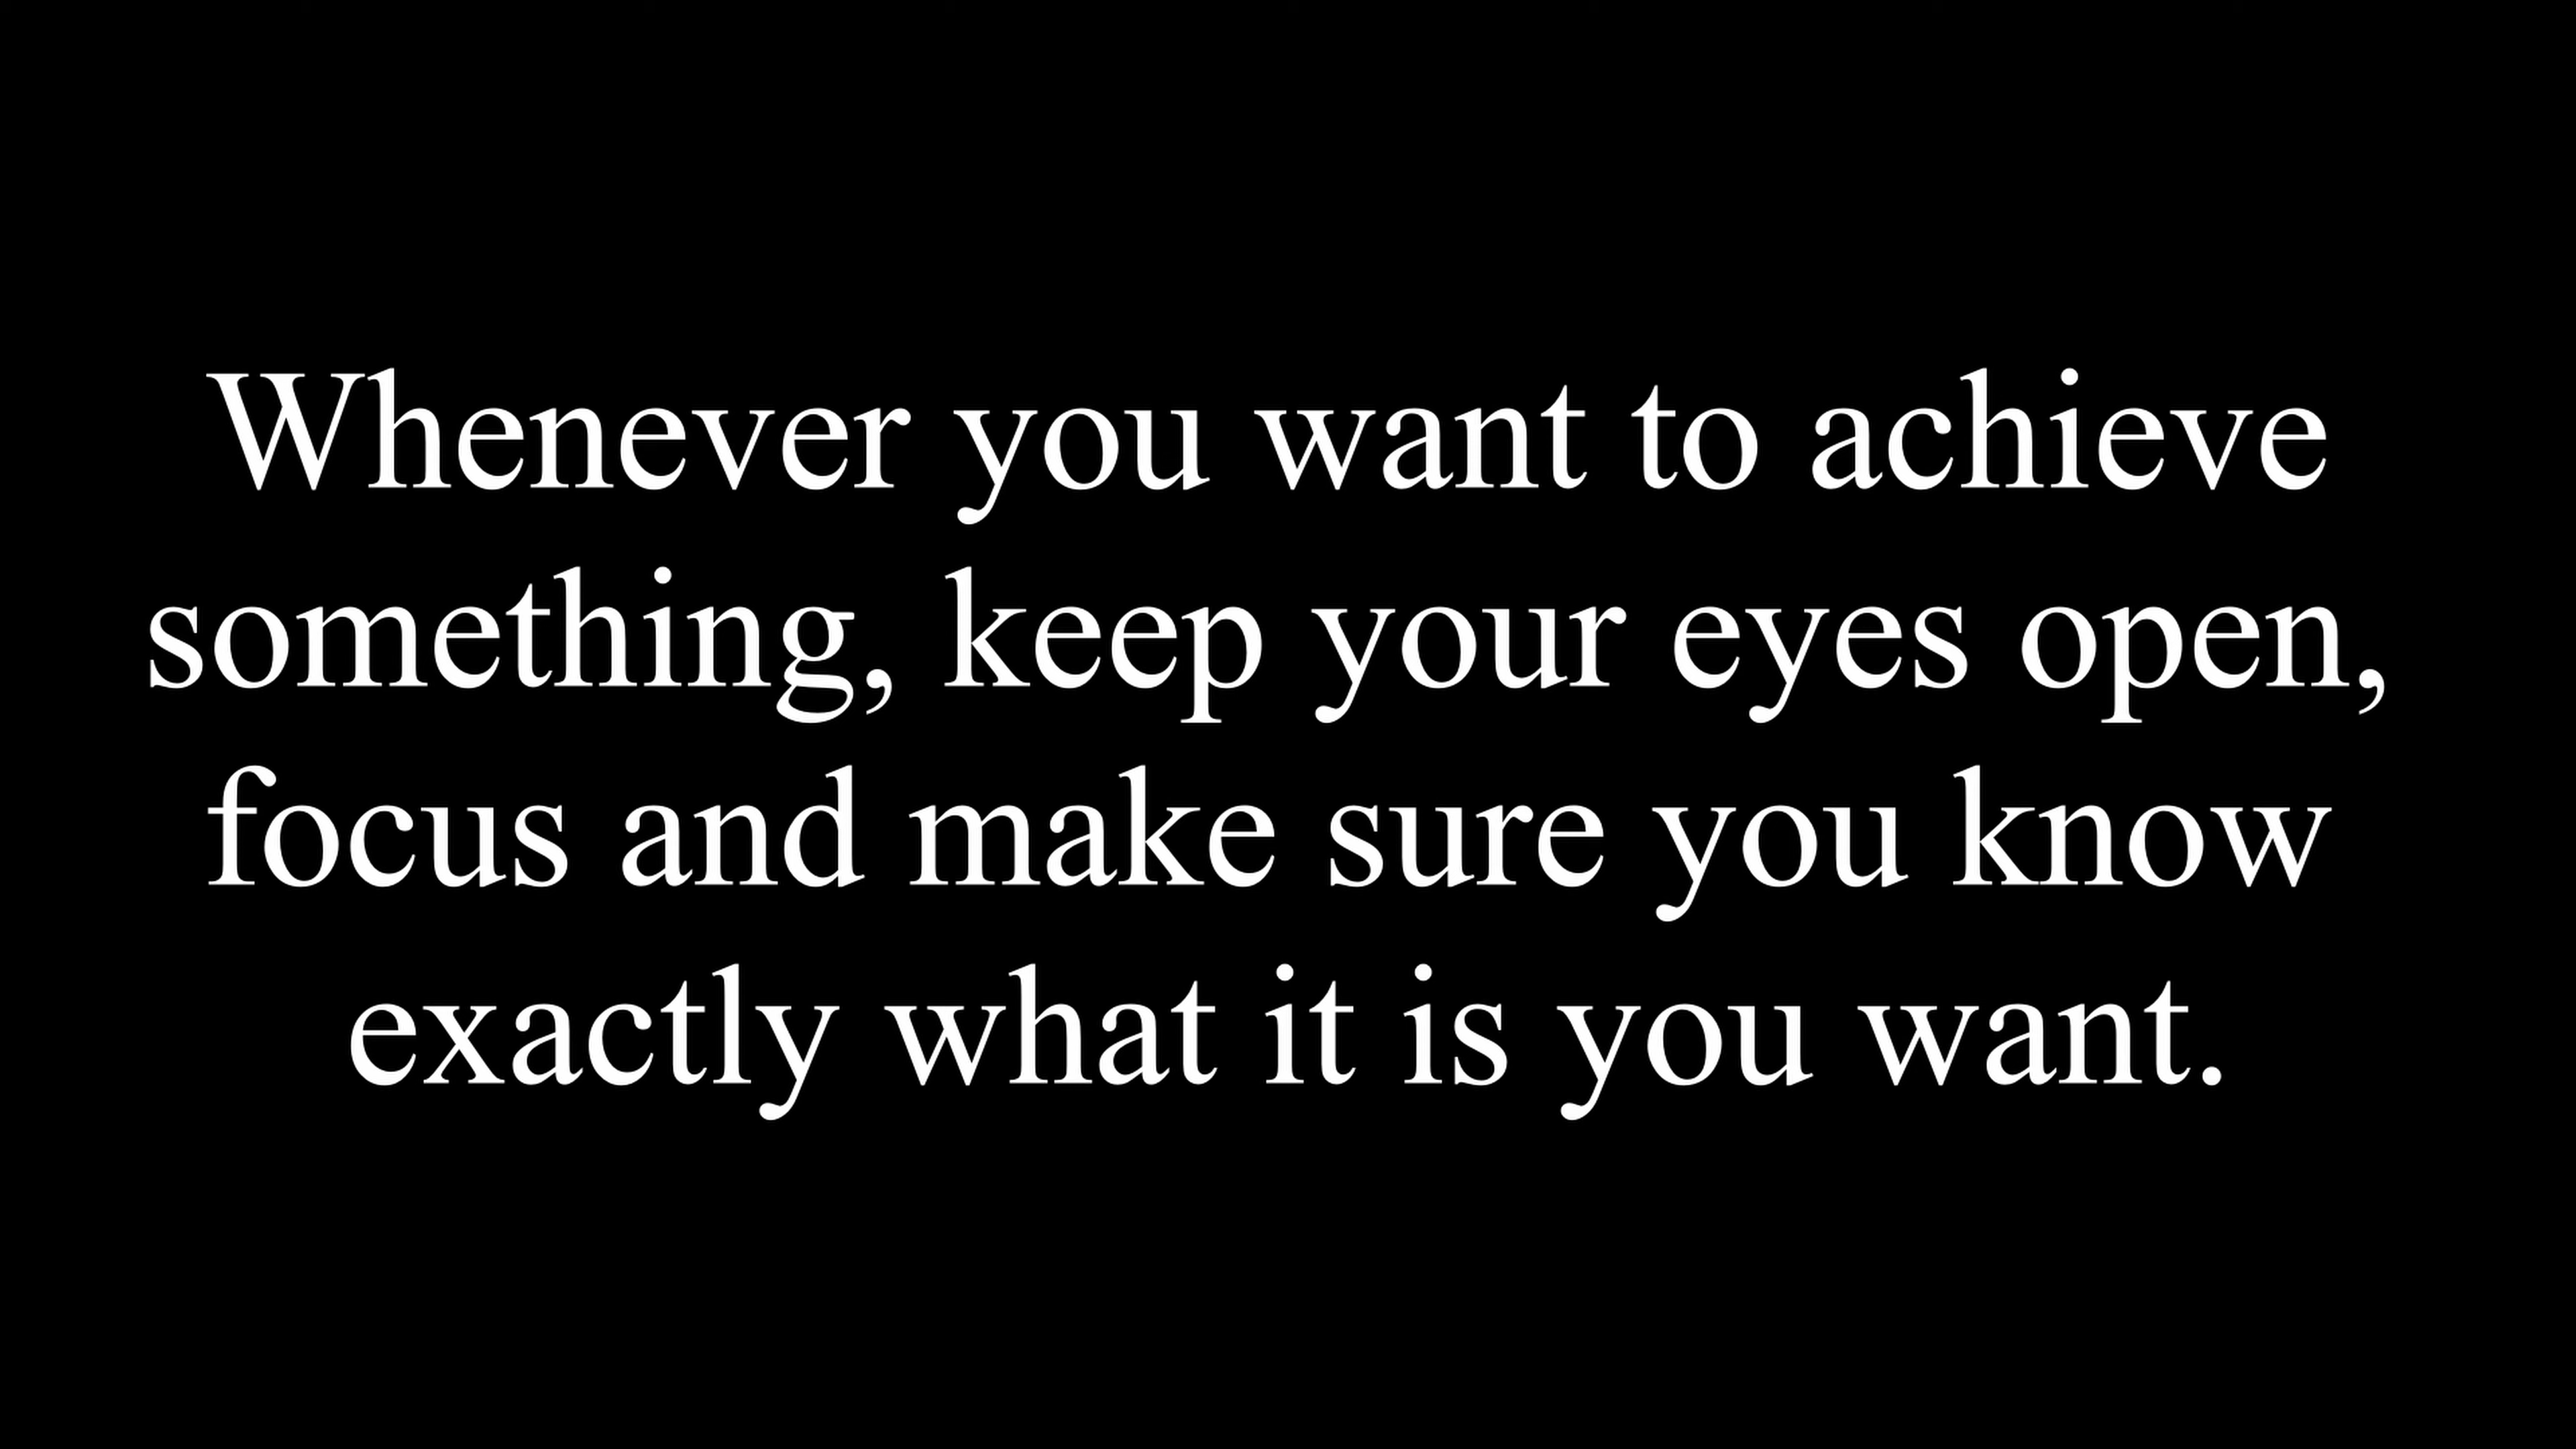 Whenever you want to achieve
something, keep your eyes open,
focus and make sure you know
exactly what it is you want.